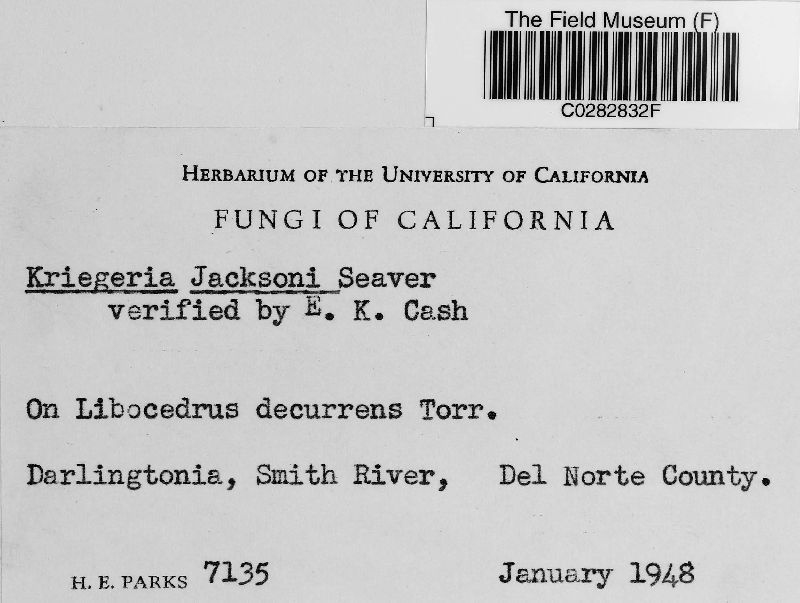 The Field Museum (F)
C0282832F
HERBARIUM OF THE UNIVERSITY OF CALIFORNIA
FUNGI OF CALIFORNIA
Kriegeria Jacksoni Seaver
verified by E. K. Cash
On Libocedrus decurrens Torr.
Darlingtonia, Smith River, Del Norte County.
H. E. PARKS 7135 January 1948